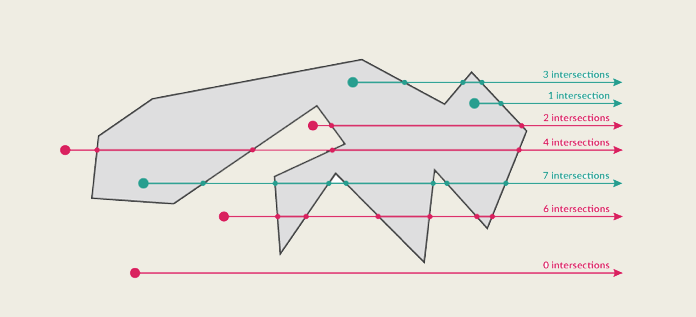 3 intersections
1 intersection
2 intersections
4 intersections
7 intersections
6 intersections
0 intersections